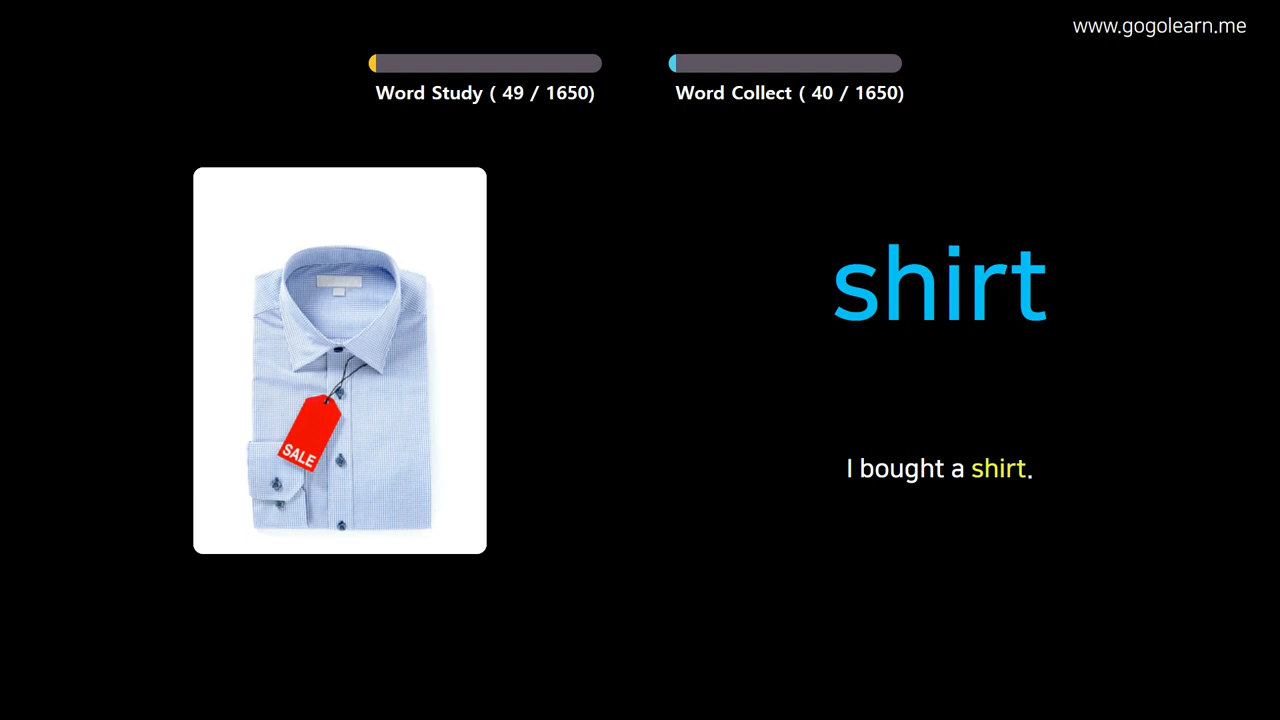 www.gogolearn.me
Word Study ( 49 / 1650)
Word Collect ( 40 / 1650)
shirt
SALE
I bought a shirt.